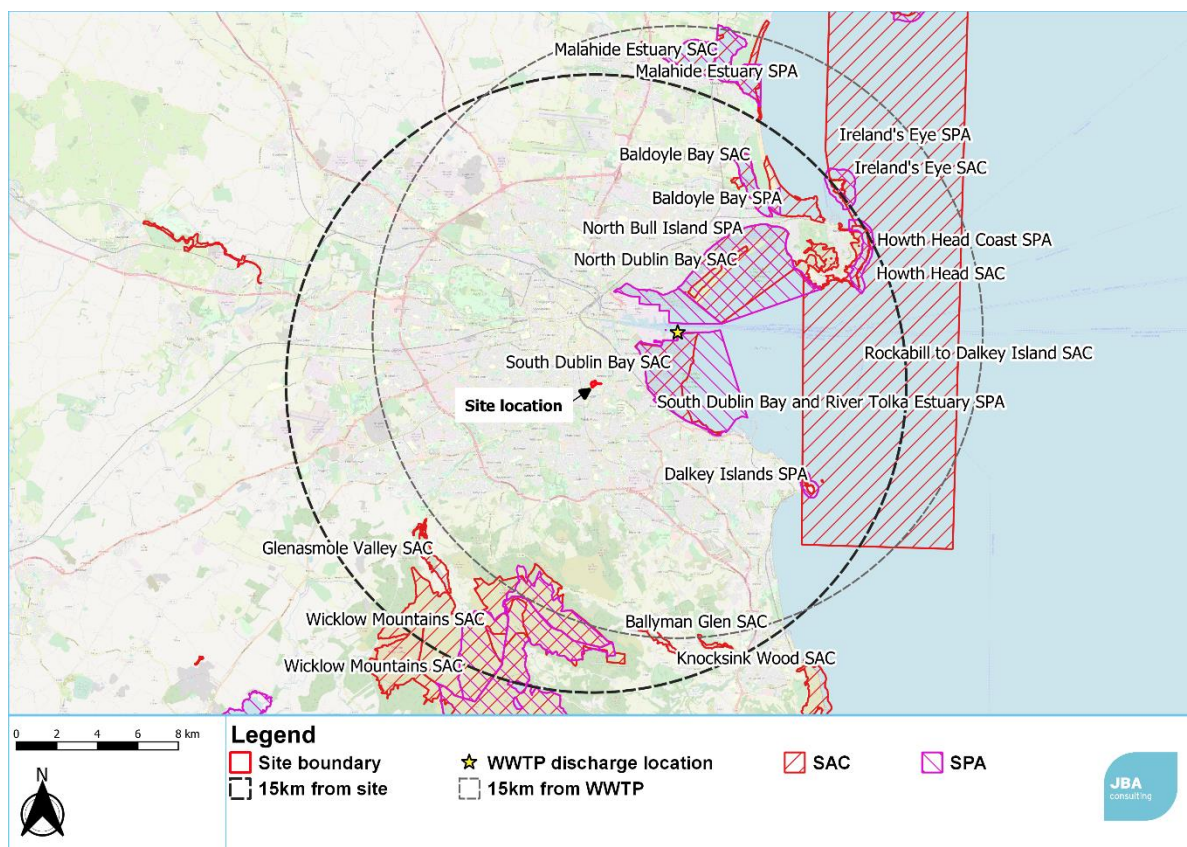 Malahide Estuary SAC
Malahide Estuary SPA
Ireland's Eye SPA
Baldoyle Bay SAC
Ireland's Eye SAC
Baldoyle Bay SPA
North Bull Island SPA
Howth Head Coast SPA
North Dublin Bay SAC
Howth Head SAC
Rockabill to Dalkey Island SAC
South Dublin Bay SAC
Site location
South Dublin Bay and River Tolka Estuary SPA
Dalkey Islands SPA
Glenasmole Valley SAC
Wicklow Mountains SAC
Ballyman Glen SAC
Knocksink Wood SAC
Wicklow Mountains SAC
0 2 4 6 8 km
N
Legend
Site boundary
WWTP discharge location
SAC
SPA
15km from site
15km from WWTP
JBA
consulting